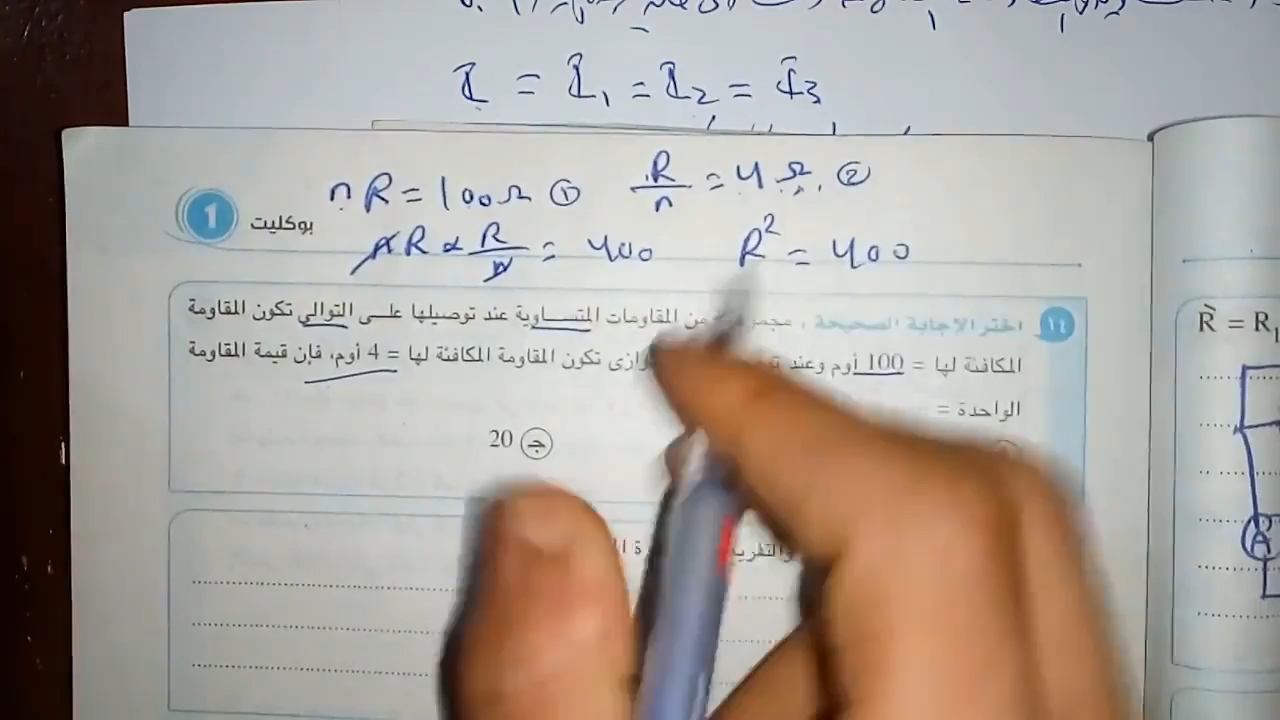 I = I₁ = I₂ = I₃
nR = 100Ω ① R/n = 4Ω. ②
nR × R/n = 400 R² = 400
بوكليت 1
١٤ اختر الإجابة الصحيحة ، من المقاومات المتساوية عند توصيلها على التوالي تكون المقاومة
المكافئة لها = 100 أوم وعند تكون المقاومة المكافئة لها = 4 أوم، فإن قيمة المقاومة
الواحدة =
ج 20
R̀ = R₁
A